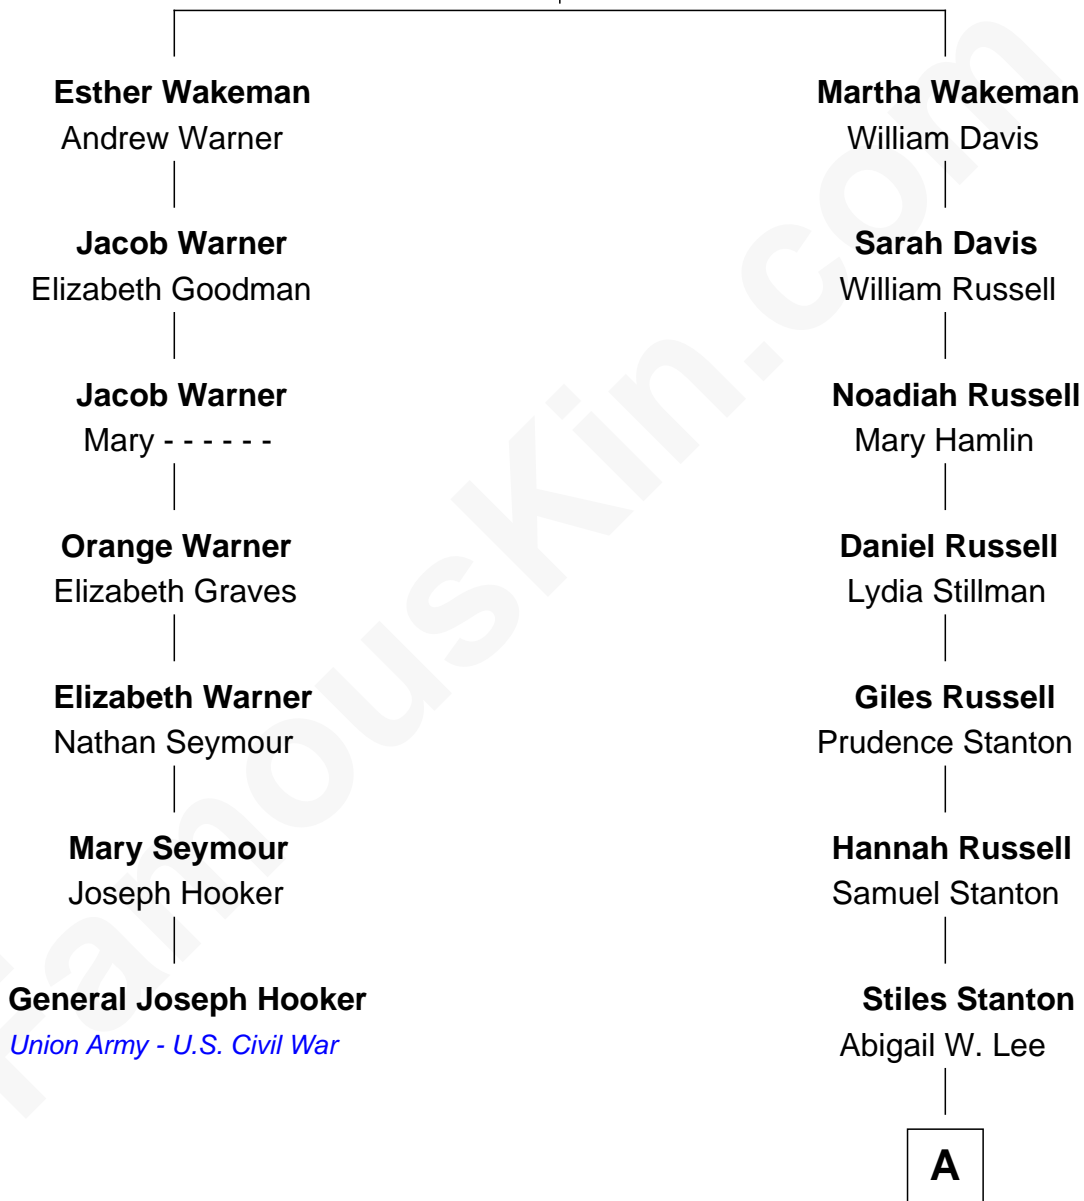 Esther Wakeman
Andrew Warner
Jacob Warner
Elizabeth Goodman
Jacob Warner
Mary - - - - - -
Orange Warner
Elizabeth Graves
Elizabeth Warner
Nathan Seymour
Mary Seymour
Joseph Hooker
General Joseph Hooker
Union Army - U.S. Civil War
Martha Wakeman
William Davis
Sarah Davis
William Russell
Noadiah Russell
Mary Hamlin
Daniel Russell
Lydia Stillman
Giles Russell
Prudence Stanton
Hannah Russell
Samuel Stanton
Stiles Stanton
Abigail W. Lee
A
FamousKin.com